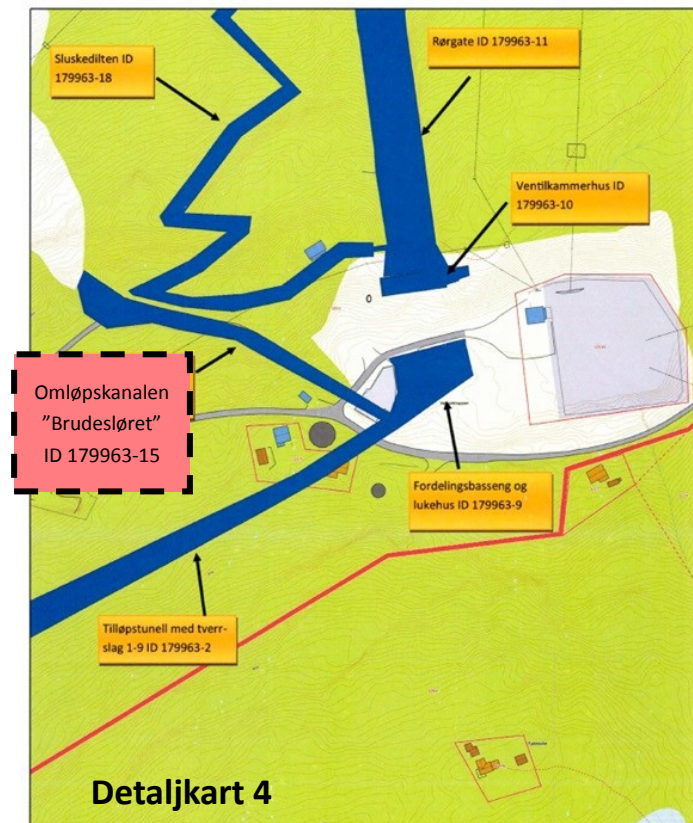 Sluskedilten ID
179963-18
Rørgate ID 179963-11
Ventilkammerhus ID
179963-10
Omløpskanalen
”Brudesløret”
ID 179963-15
Fordelingsbasseng og
lukehus ID 179963-9
Tilløpstunell med tverr-
slag 1-9 ID 179963-2
Detaljkart 4